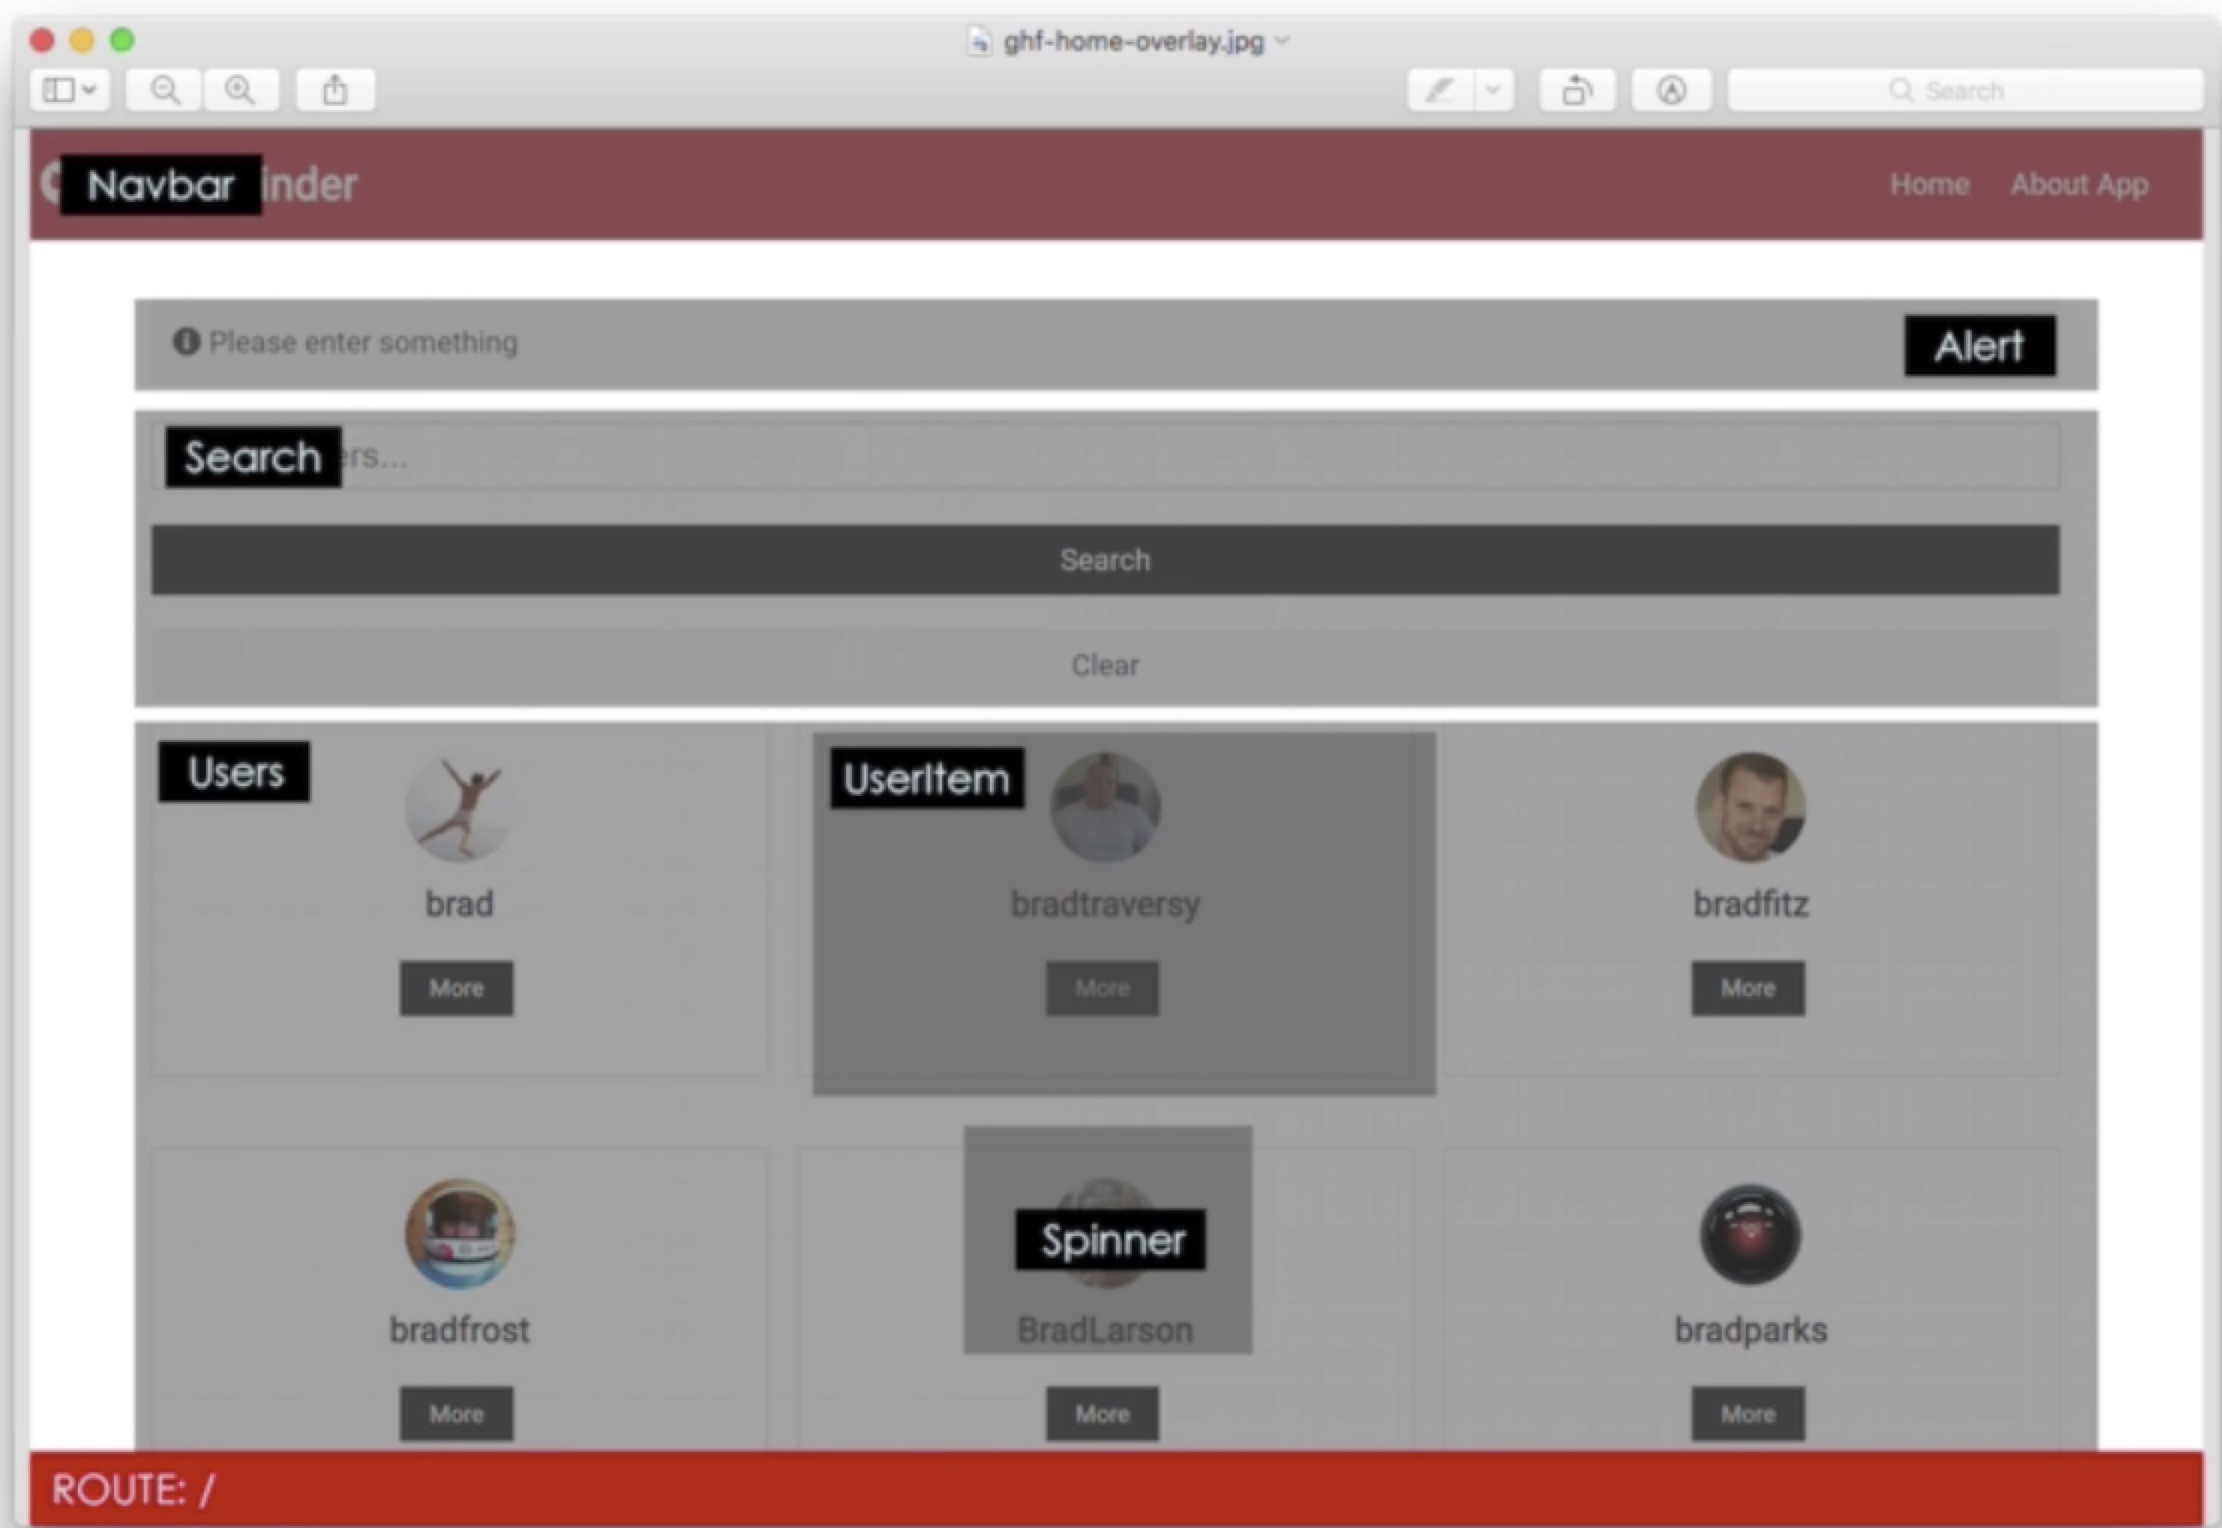 ghf-home-overlay.jpg
Search
Navbar inder
Home About App
Please enter something
Alert
Search ers...
Search
Clear
Users
UserItem
brad
bradtraversy
bradfitz
More
More
More
Spinner
bradfrost
BradLarson
bradparks
More
More
More
ROUTE: /